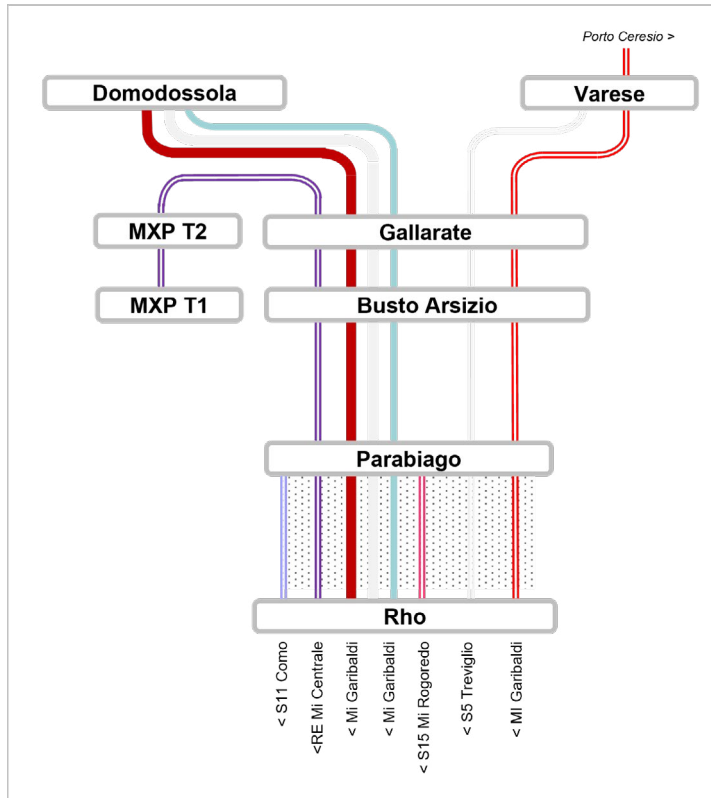 Porto Ceresio >
Domodossola
Varese
MXP T2
Gallarate
MXP T1
Busto Arsizio
Parabiago
Rho
< S11 Como
<RE Mi Centrale
< Mi Garibaldi
< Mi Garibaldi
< S15 Mi Rogoredo
< S5 Treviglio
< MI Garibaldi